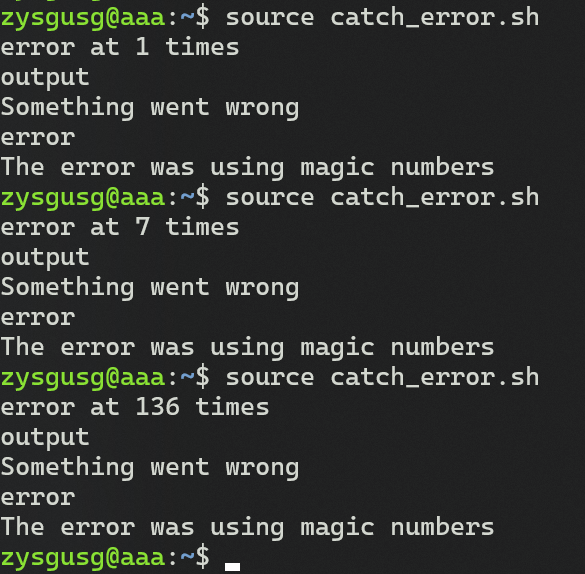 zysgusg@aaa:~$ source catch_error.sh
error at 1 times
output
Something went wrong
error
The error was using magic numbers
zysgusg@aaa:~$ source catch_error.sh
error at 7 times
output
Something went wrong
error
The error was using magic numbers
zysgusg@aaa:~$ source catch_error.sh
error at 136 times
output
Something went wrong
error
The error was using magic numbers
zysgusg@aaa:~$